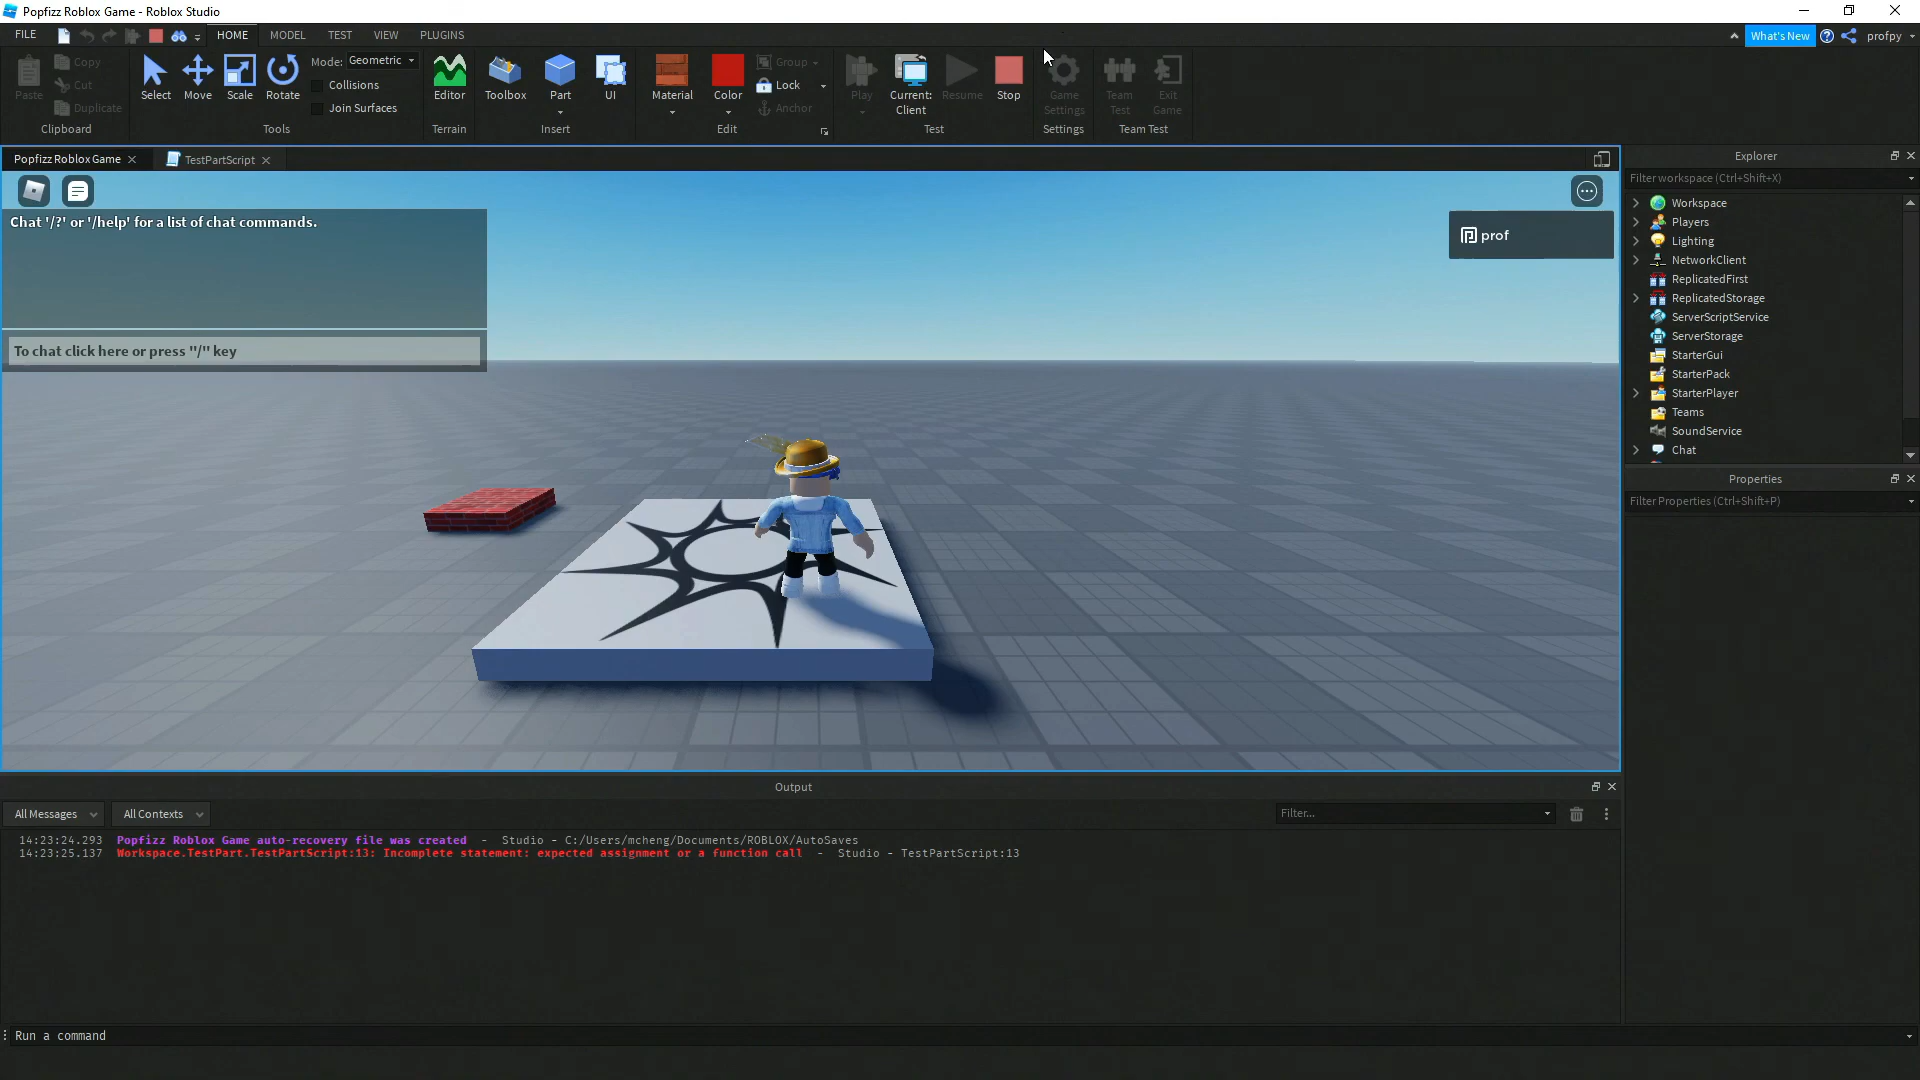 Popfizz Roblox Game - Roblox Studio
FILE
HOME
MODEL
TEST
VIEW
PLUGINS
What's New
profpy
Paste
Copy
Cut
Duplicate
Clipboard
Select
Move
Scale
Rotate
Mode: Geometric
Collisions
Join Surfaces
Tools
Editor
Terrain
Toolbox
Part
UI
Insert
Material
Color
Group
Lock
Anchor
Edit
Play
Current:
Client
Resume
Stop
Test
Game
Settings
Settings
Team
Test
Exit
Game
Team Test
Popfizz Roblox Game
TestPartScript
Chat '/?' or '/help' for a list of chat commands.
To chat click here or press "/" key
prof
Explorer
Filter workspace (Ctrl+Shift+X)
Workspace
Players
Lighting
NetworkClient
ReplicatedFirst
ReplicatedStorage
ServerScriptService
ServerStorage
StarterGui
StarterPack
StarterPlayer
Teams
SoundService
Chat
Properties
Filter Properties (Ctrl+Shift+P)
Output
All Messages
All Contexts
Filter...
14:23:24.293 Popfizz Roblox Game auto-recovery file was created - Studio - C:/Users/mcheng/Documents/ROBLOX/AutoSaves
14:23:25.137 Workspace.TestPart.TestPartScript:13: Incomplete statement: expected assignment or a function call - Studio - TestPartScript:13
Run a command